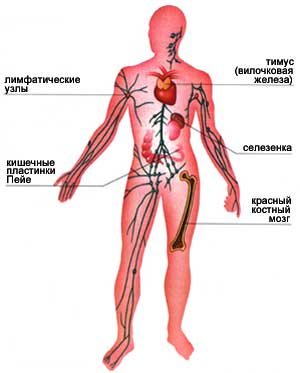 тимус
(вилочковая
железа)
лимфатические
узлы
селезенка
кишечные
пластинки
Пейе
красный
костный
мозг